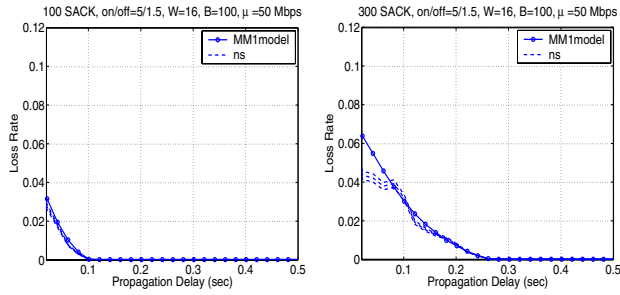 100 SACK, on/off=5/1.5, W=16, B=100, μ =50 Mbps
0.12
0.1
0.08
0.06
0.04
0.02
0
Loss Rate
MM1model
ns
0.1
0.2
0.3
0.4
0.5
Propagation Delay (sec)
300 SACK, on/off=5/1.5, W=16, B=100, μ =50 Mbps
0.12
0.1
0.08
0.06
0.04
0.02
0
Loss Rate
MM1model
ns
0.1
0.2
0.3
0.4
0.5
Propagation Delay (sec)